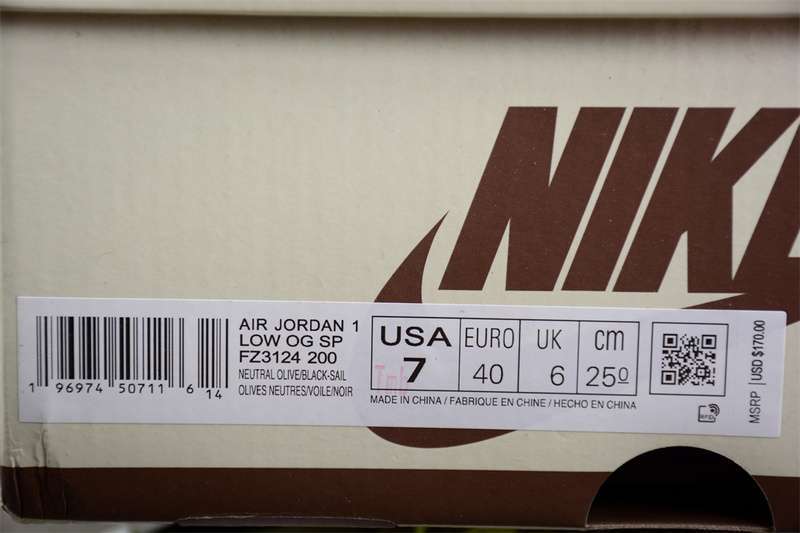 NIKE
AIR JORDAN 1
LOW OG SP
FZ3124 200
NEUTRAL OLIVE/BLACK-SAIL
OLIVES NEUTRES/VOILE/NOIR
1 96974 50711 6 14
USA
7
EURO
40
UK
6
cm
25⁰
MADE IN CHINA / FABRIQUE EN CHINE / HECHO EN CHINA
RFID
MSRP | USD $170.00